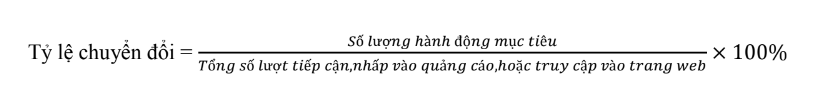 Tỷ lệ chuyển đổi = Số lượng hành động mục tiêu / Tổng số lượt tiếp cận,nhấp vào quảng cáo,hoặc truy cập vào trang web × 100%